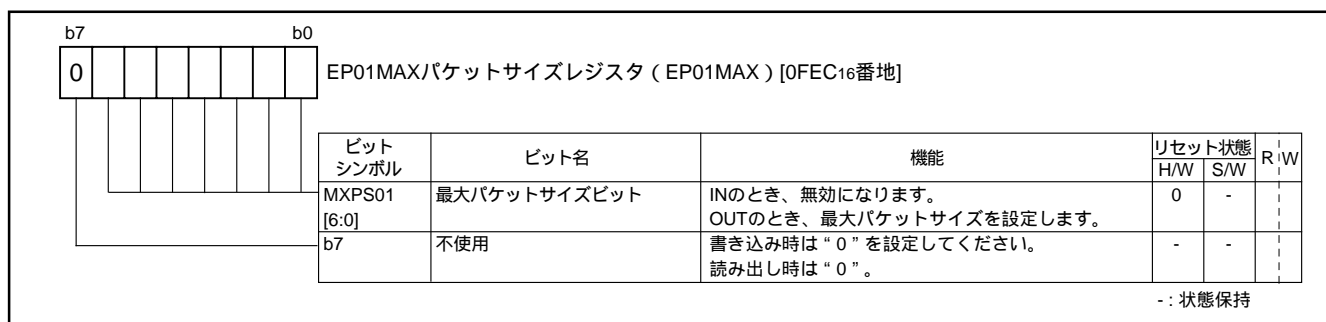 b7 b0
0
EP01MAXパケットサイズレジスタ（EP01MAX）[0FEC16番地]
ビット
シンボル
ビット名
機能
リセット状態
H/W S/W
R W
MXPS01
[6:0]
最大パケットサイズビット
INのとき、無効になります。
OUTのとき、最大パケットサイズを設定します。
0 -
b7
不使用
書き込み時は“0”を設定してください。
読み出し時は“0”。
- -
- : 状態保持